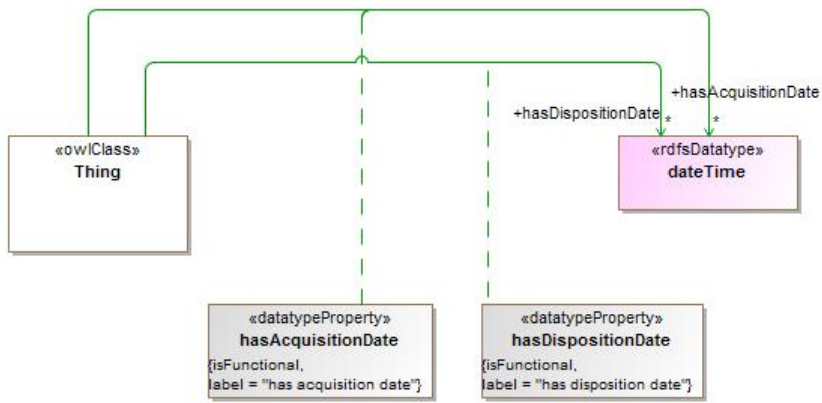 +hasAcquisitionDate
+hasDispositionDate
*
*
«owlClass»
Thing
«rdfsDatatype»
dateTime
«datatypeProperty»
hasAcquisitionDate
{isFunctional,
label = "has acquisition date"}
«datatypeProperty»
hasDispositionDate
{isFunctional,
label = "has disposition date"}